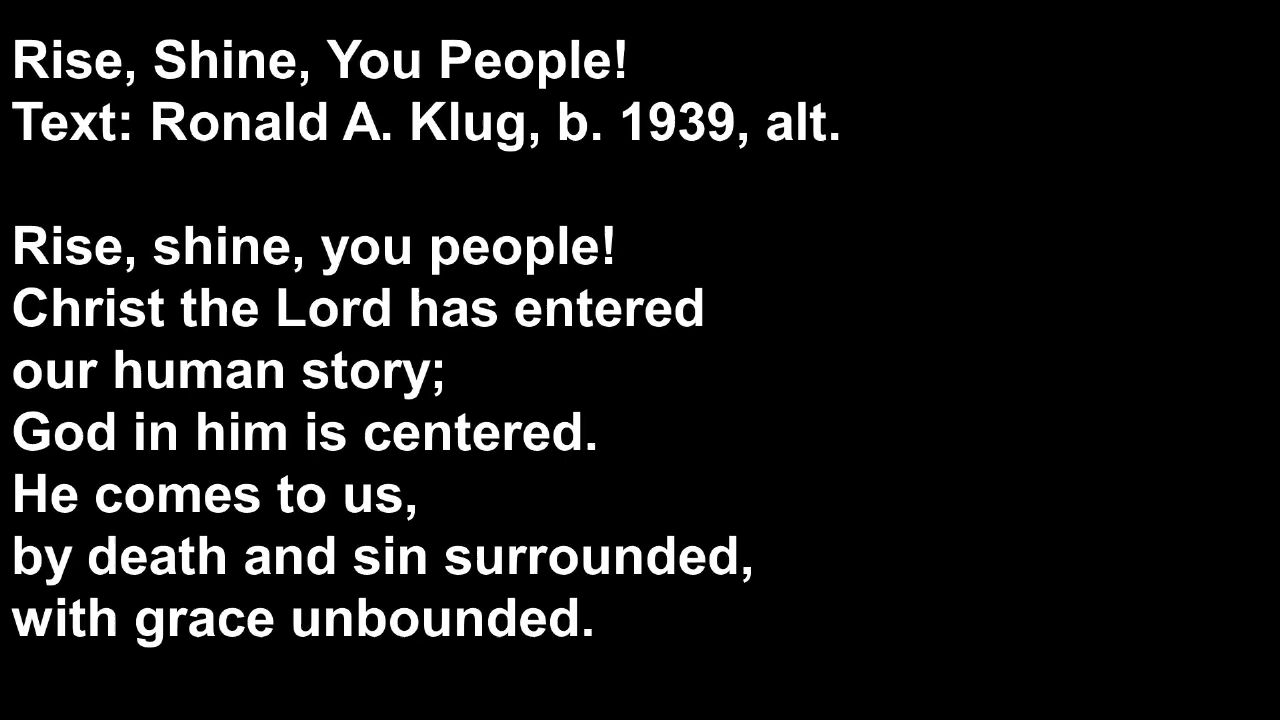 Rise, Shine, You People!
Text: Ronald A. Klug, b. 1939, alt.
Rise, shine, you people!
Christ the Lord has entered
our human story;
God in him is centered.
He comes to us,
by death and sin surrounded,
with grace unbounded.